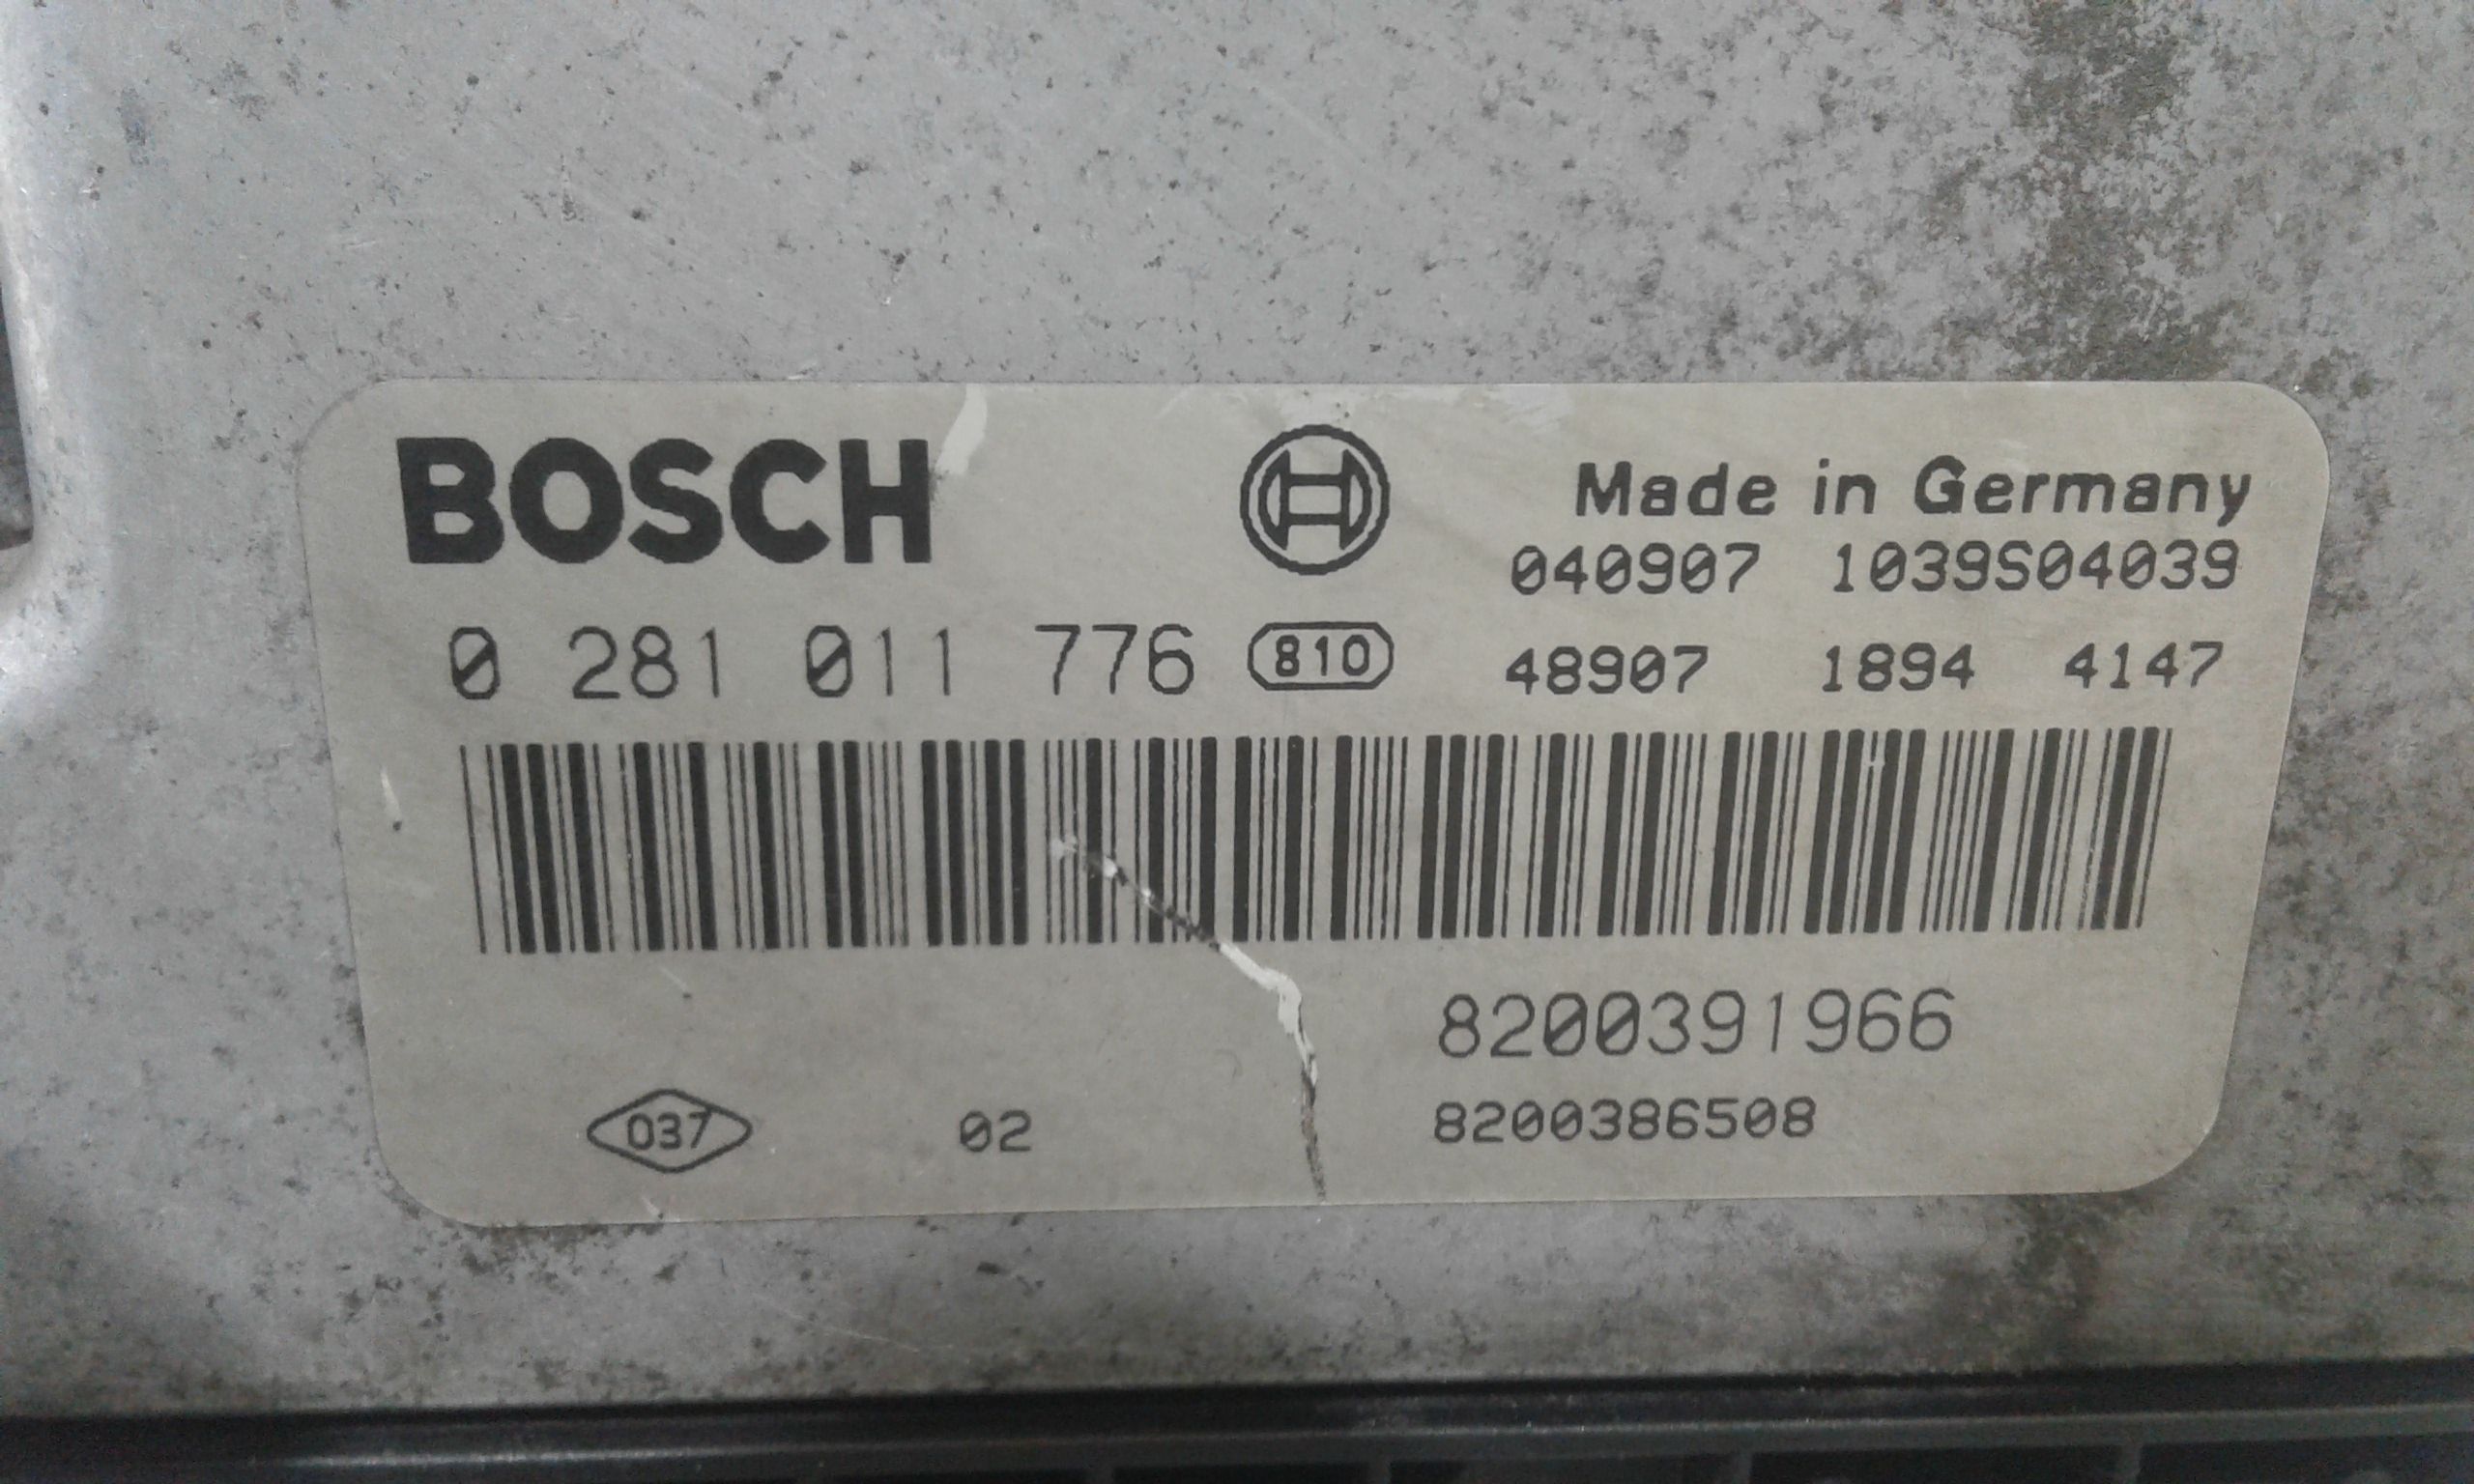 BOSCH
Made in Germany
040907 1039S04039
0 281 011 776 810
48907 1894 4147
8200391966
037 02 8200386508